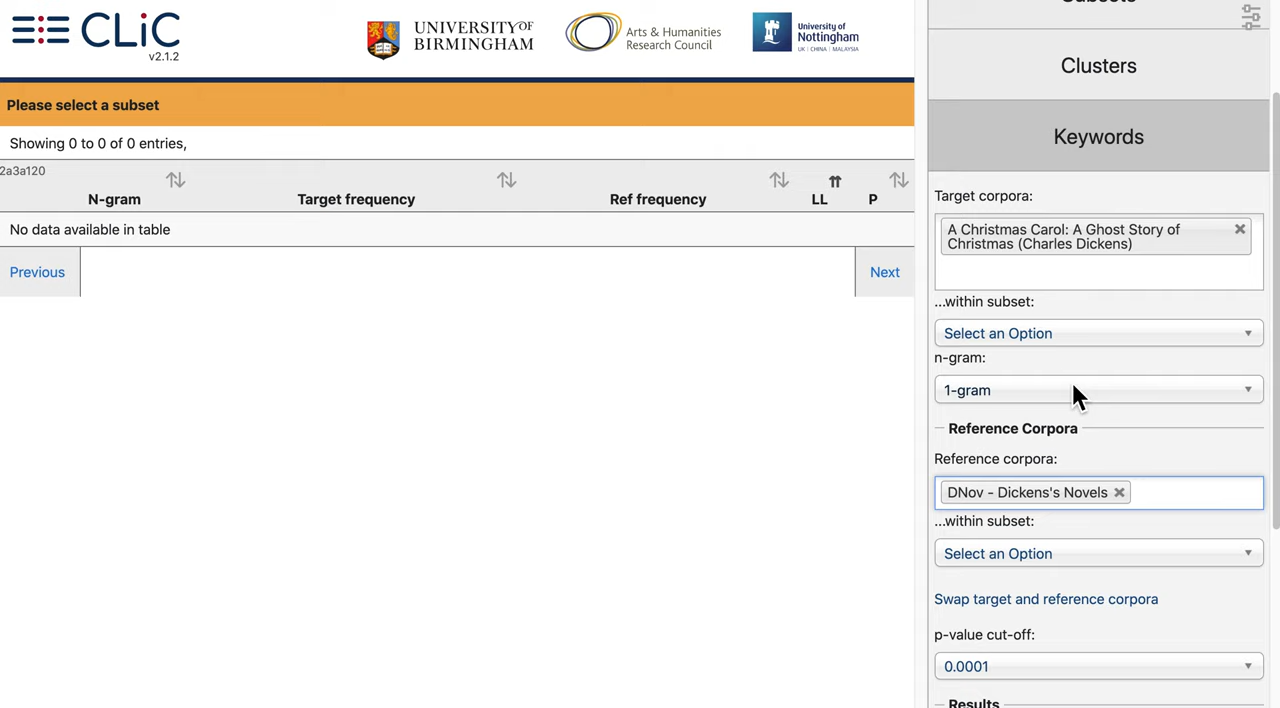 CLiC
v2.1.2
UNIVERSITY OF
BIRMINGHAM
Arts & Humanities
Research Council
University of
Nottingham
UK | CHINA | MALAYSIA
Please select a subset
Showing 0 to 0 of 0 entries,
2a3a120
N-gram
Target frequency
Ref frequency
LL
P
No data available in table
Previous
Next
Subsets
Clusters
Keywords
Target corpora:
A Christmas Carol: A Ghost Story of
Christmas (Charles Dickens)
...within subset:
Select an Option
n-gram:
1-gram
Reference Corpora
Reference corpora:
DNov - Dickens's Novels
...within subset:
Select an Option
Swap target and reference corpora
p-value cut-off:
0.0001
Results